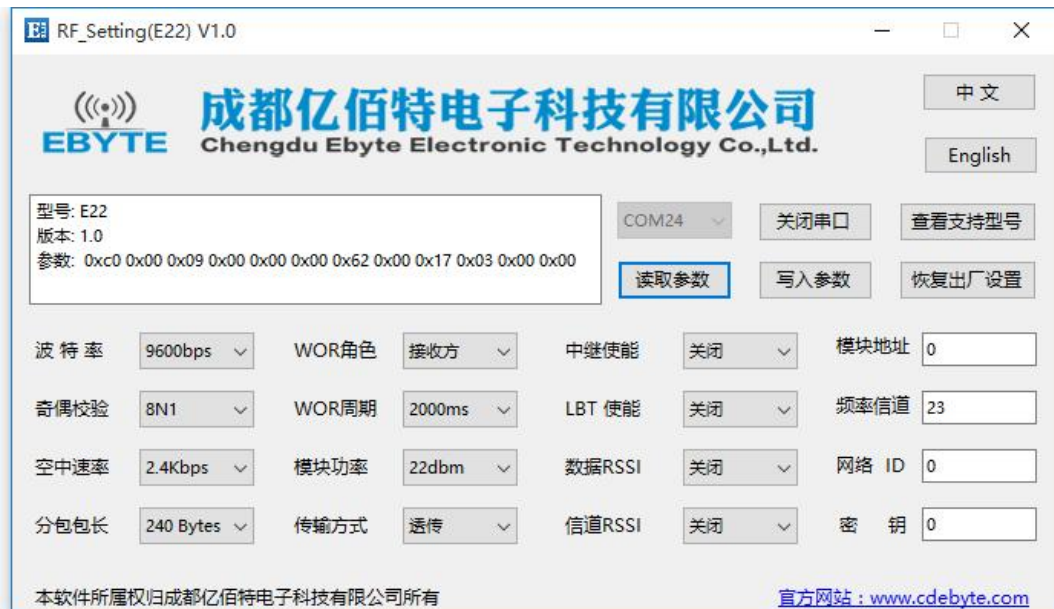 RF_Setting(E22) V1.0
EBYTE
成都亿佰特电子科技有限公司
Chengdu Ebyte Electronic Technology Co.,Ltd.
中文
English
型号: E22
版本: 1.0
参数: 0xc0 0x00 0x09 0x00 0x00 0x00 0x62 0x00 0x17 0x03 0x00 0x00
COM24 关闭串口 查看支持型号
读取参数 写入参数 恢复出厂设置
波特率 9600bps WOR角色 接收方 中继使能 关闭 模块地址 0
奇偶校验 8N1 WOR周期 2000ms LBT 使能 关闭 频率信道 23
空中速率 2.4Kbps 模块功率 22dbm 数据RSSI 关闭 网络 ID 0
分包包长 240 Bytes 传输方式 透传 信道RSSI 关闭 密 钥 0
本软件所属权归成都亿佰特电子科技有限公司所有 官方网站：www.cdebyte.com